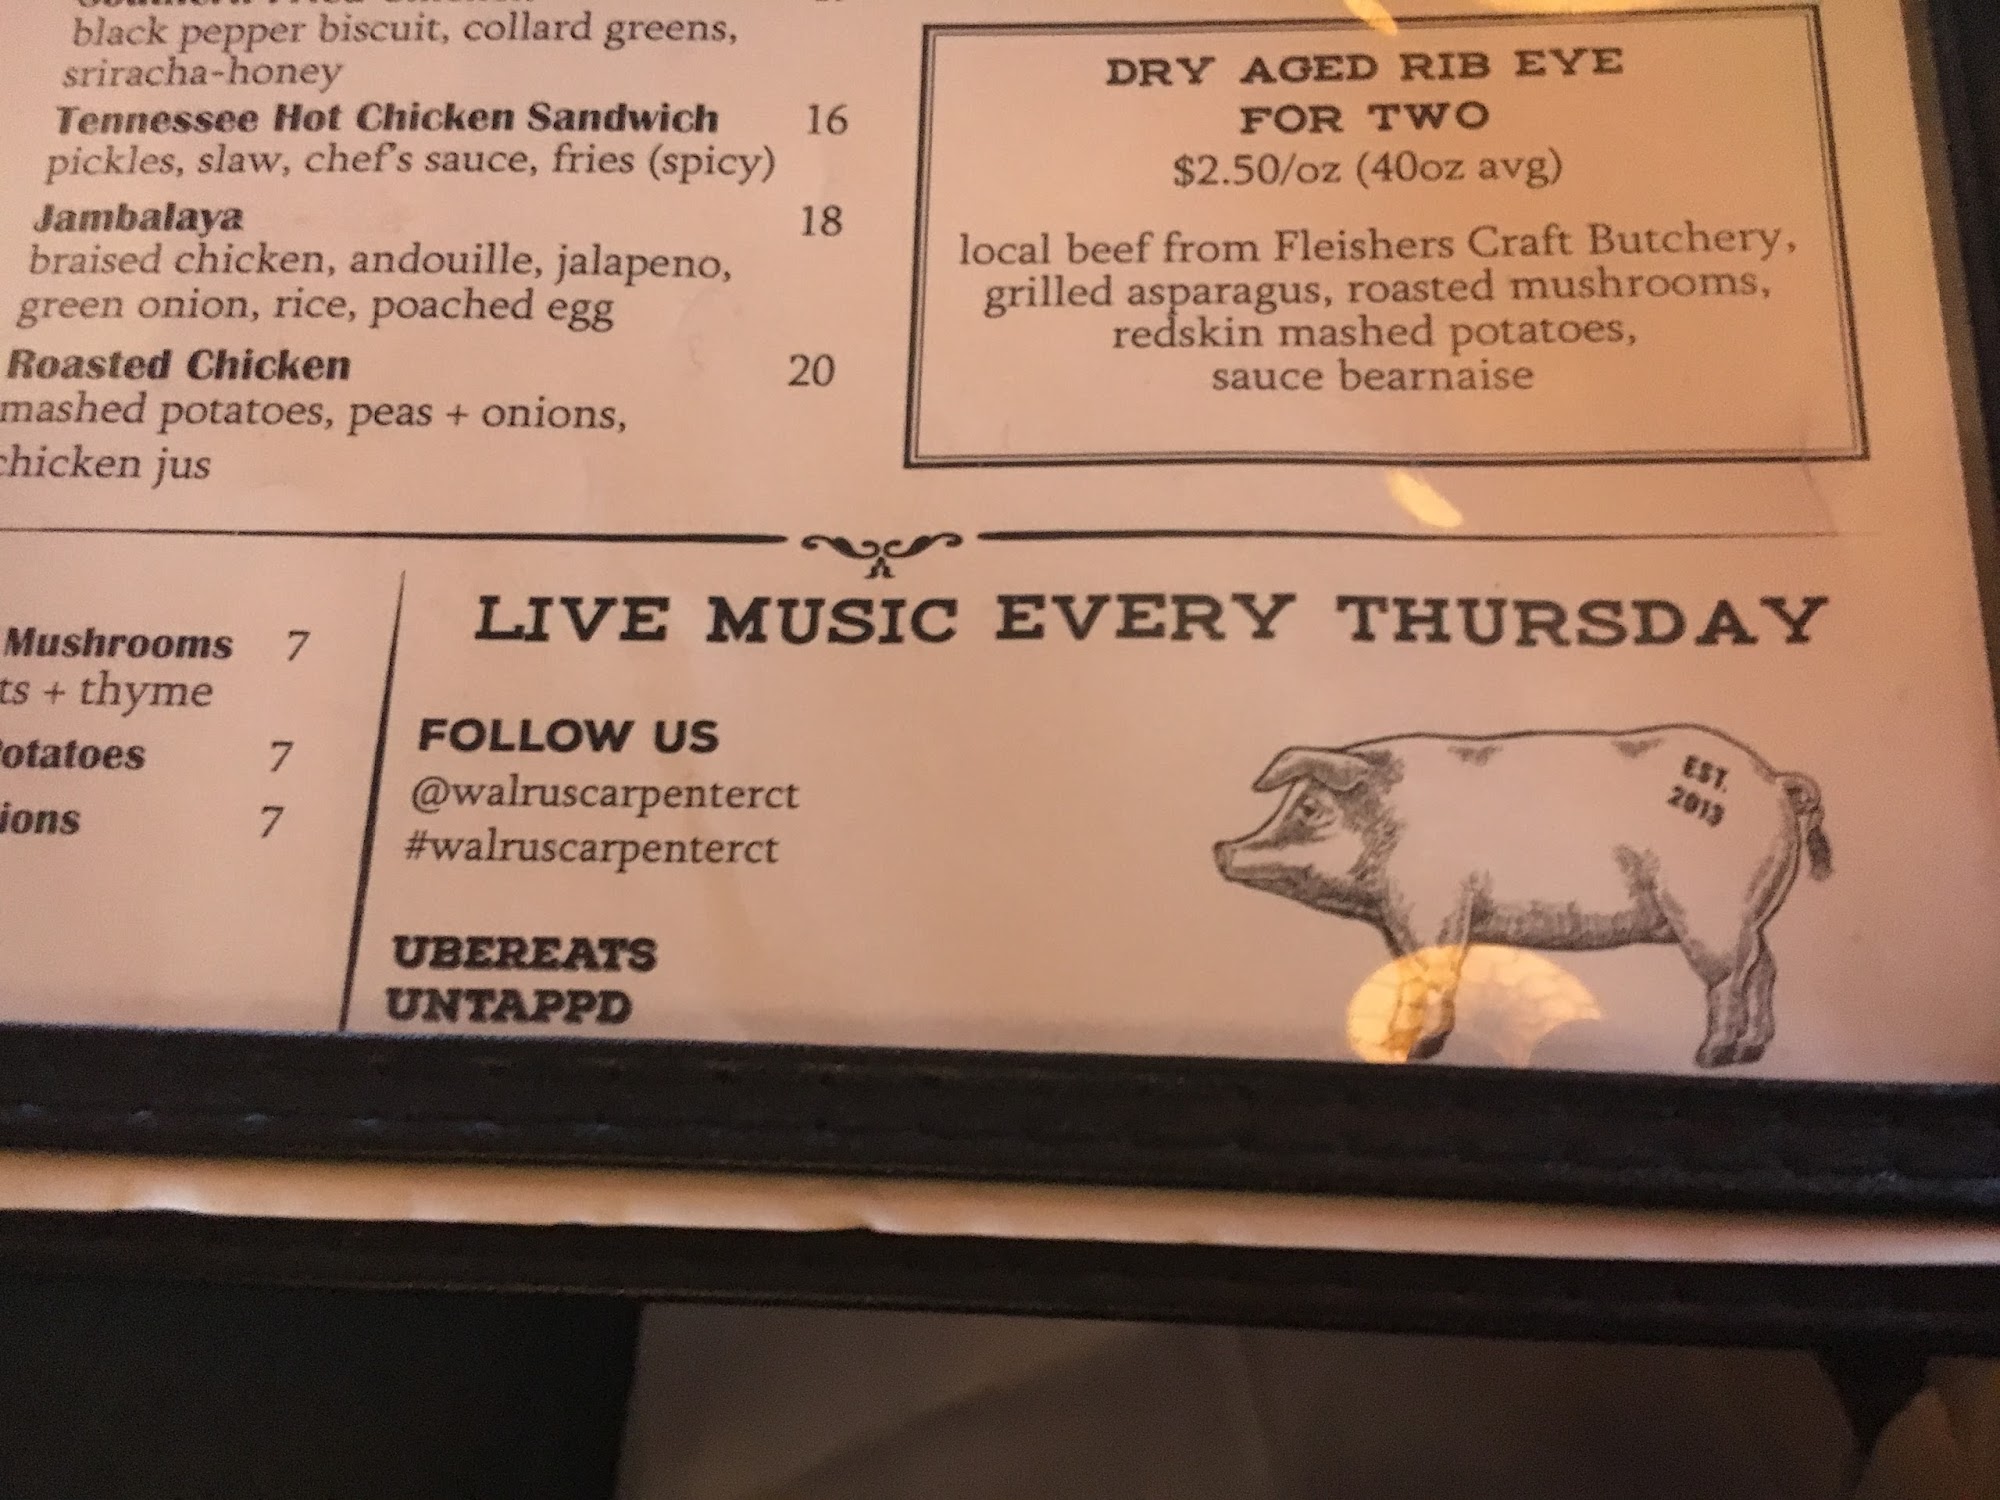 Southern Fried Chicken
black pepper biscuit, collard greens,
sriracha-honey
Tennessee Hot Chicken Sandwich 16
pickles, slaw, chef's sauce, fries (spicy)
Jambalaya 18
braised chicken, andouille, jalapeno,
green onion, rice, poached egg
Roasted Chicken 20
mashed potatoes, peas + onions,
chicken jus
DRY AGED RIB EYE
FOR TWO
$2.50/oz (40oz avg)
local beef from Fleishers Craft Butchery,
grilled asparagus, roasted mushrooms,
redskin mashed potatoes,
sauce bearnaise
Mushrooms 7
+ thyme
Potatoes 7
7
LIVE MUSIC EVERY THURSDAY
FOLLOW US
@walruscarpenterct
#walruscarpenterct
UBEREATS
UNTAPPD
EST.
2013